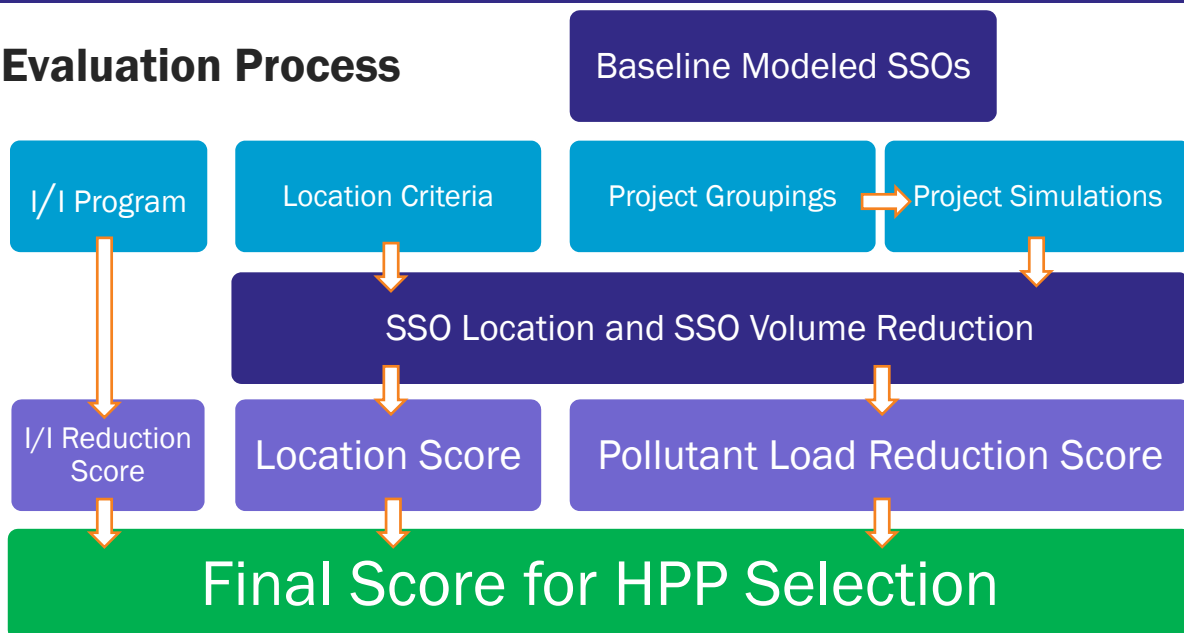 Evaluation Process
Baseline Modeled SSOs
I/I Program
Location Criteria
Project Groupings
Project Simulations
SSO Location and SSO Volume Reduction
I/I Reduction
Score
Location Score
Pollutant Load Reduction Score
Final Score for HPP Selection